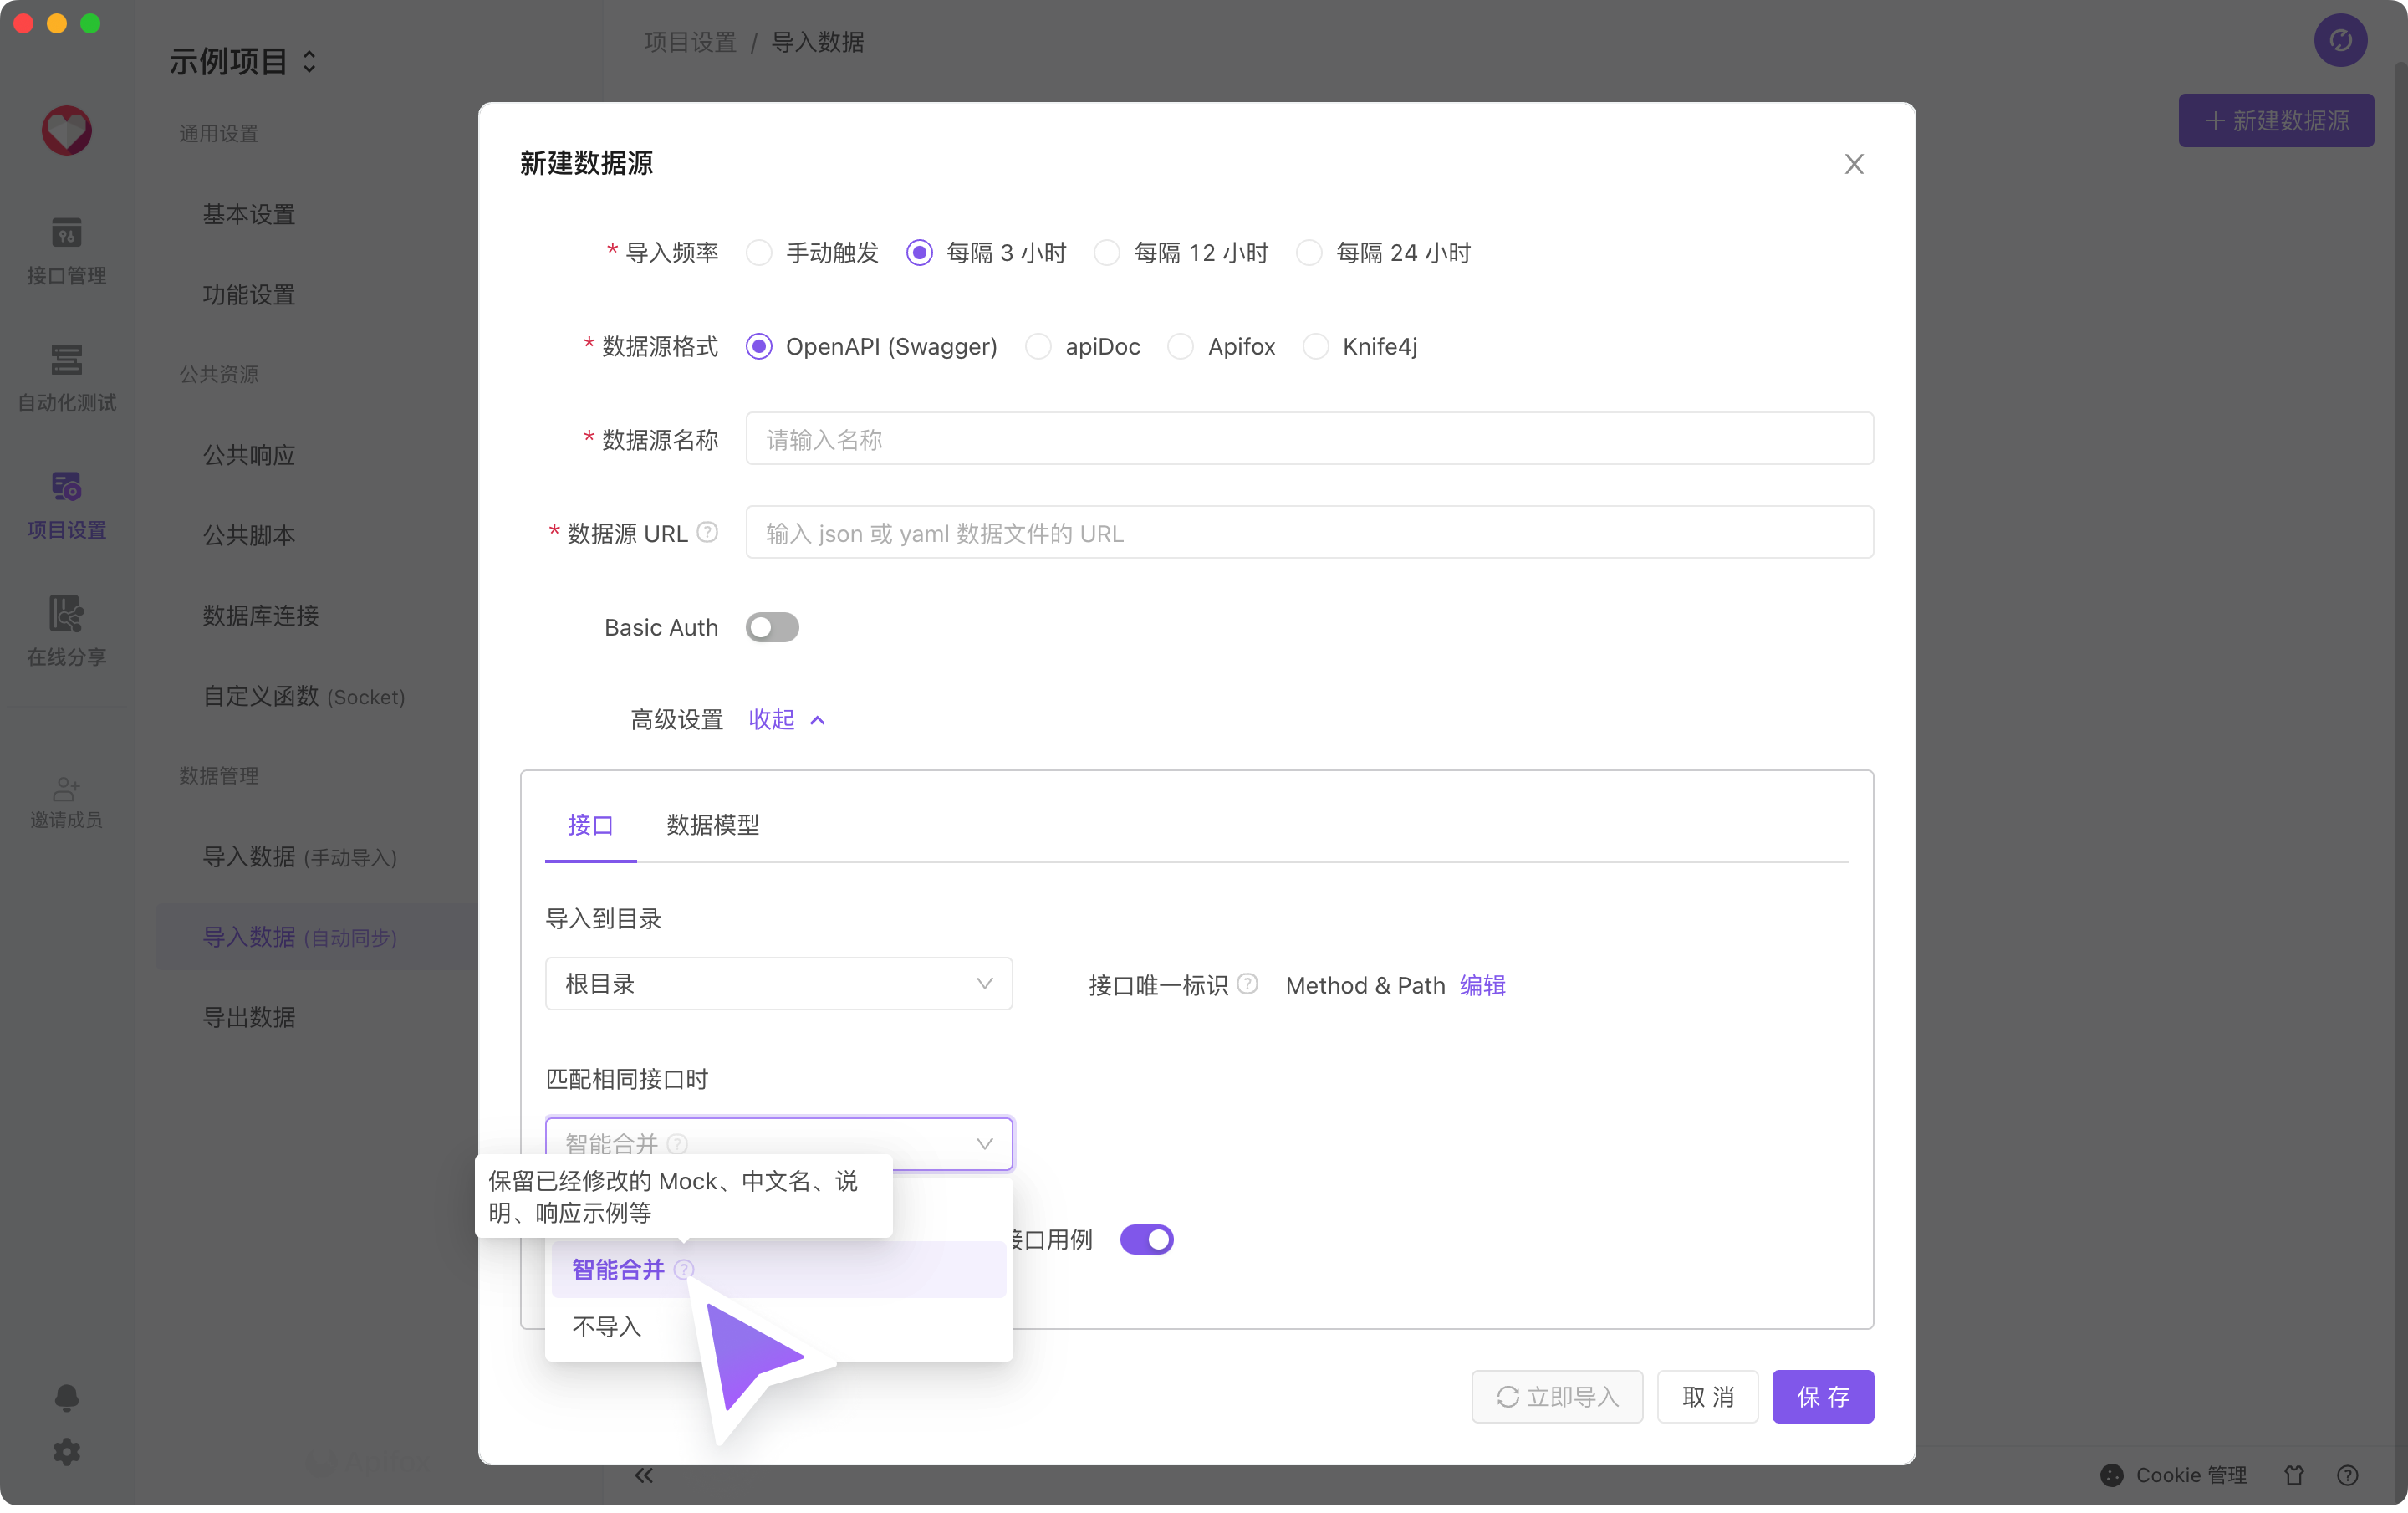 示例项目
项目设置 / 导入数据
新建数据源
通用设置
基本设置
功能设置
公共资源
公共响应
公共脚本
数据库连接
自定义函数 (Socket)
数据管理
导入数据 (手动导入)
导入数据 (自动同步)
导出数据
接口管理
自动化测试
项目设置
在线分享
邀请成员
新建数据源
* 导入频率 手动触发 每隔 3 小时 每隔 12 小时 每隔 24 小时
* 数据源格式 OpenAPI (Swagger) apiDoc Apifox Knife4j
* 数据源名称 请输入名称
* 数据源 URL 输入 json 或 yaml 数据文件的 URL
Basic Auth
高级设置 收起
接口 数据模型
导入到目录
根目录 接口唯一标识 Method & Path 编辑
匹配相同接口时
智能合并
保留已经修改的 Mock、中文名、说
明、响应示例等
接口用例
智能合并
不导入
立即导入 取 消 保 存
Cookie 管理